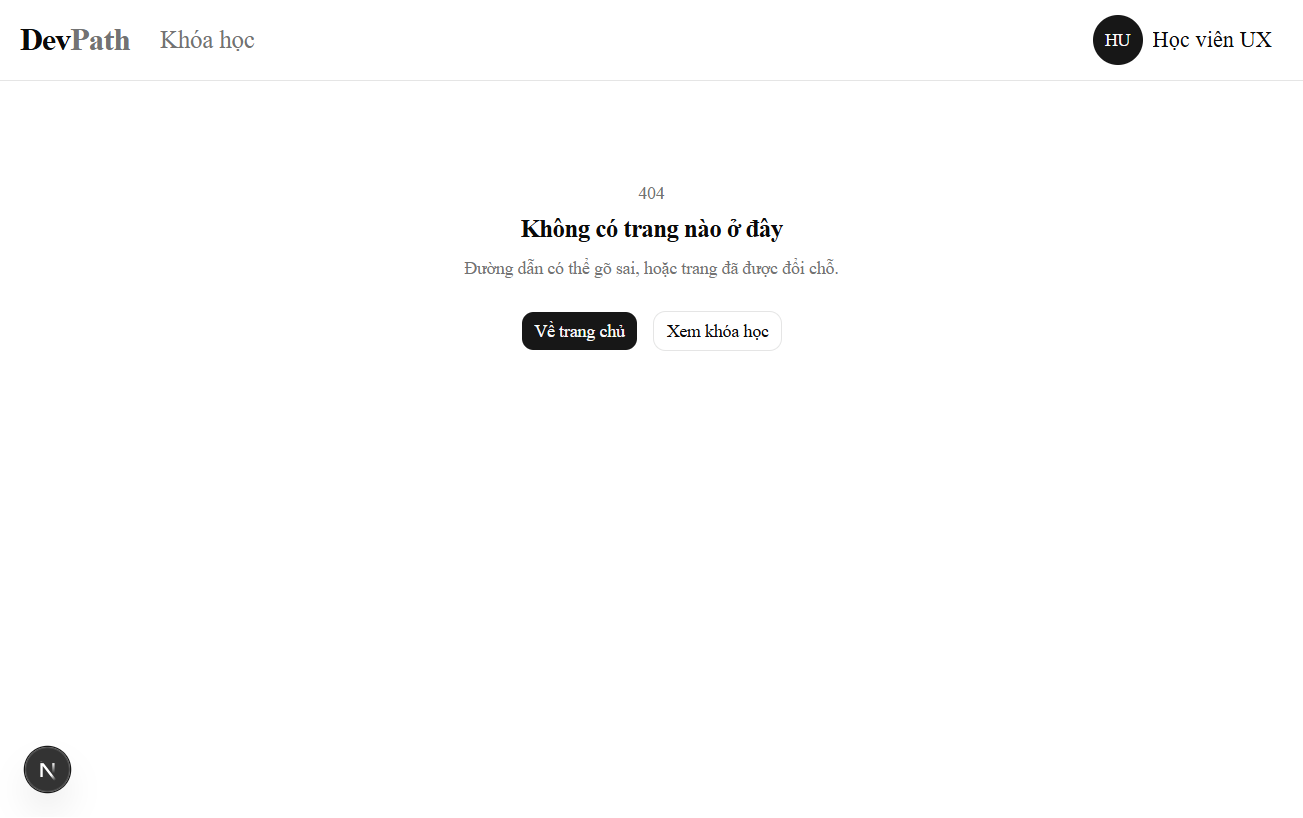 DevPath
Khóa học
HU
Học viên UX
404
Không có trang nào ở đây
Đường dẫn có thể gõ sai, hoặc trang đã được đổi chỗ.
Về trang chủ
Xem khóa học
N